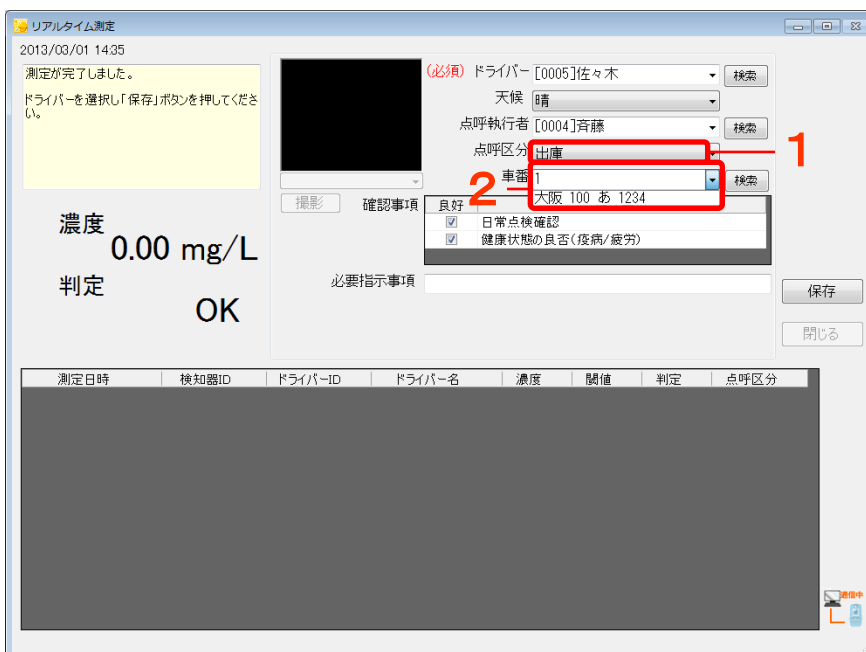 リアルタイム測定
2013/03/01 14:35
測定が完了しました。
ドライバーを選択し「保存」ボタンを押してくださ
い。
(必須) ドライバー [0005]佐々木 検索
天候 晴
点呼執行者 [0004]斉藤 検索
点呼区分 出庫 1
2 車番 1 検索
大阪 100 あ 1234
撮影 確認事項 良好
日常点検確認
健康状態の良否(疫病/疲労)
濃度
0.00 mg/L
判定
OK
必要指示事項
保存
閉じる
測定日時 検知器ID ドライバーID ドライバー名 濃度 閾値 判定 点呼区分
通信中